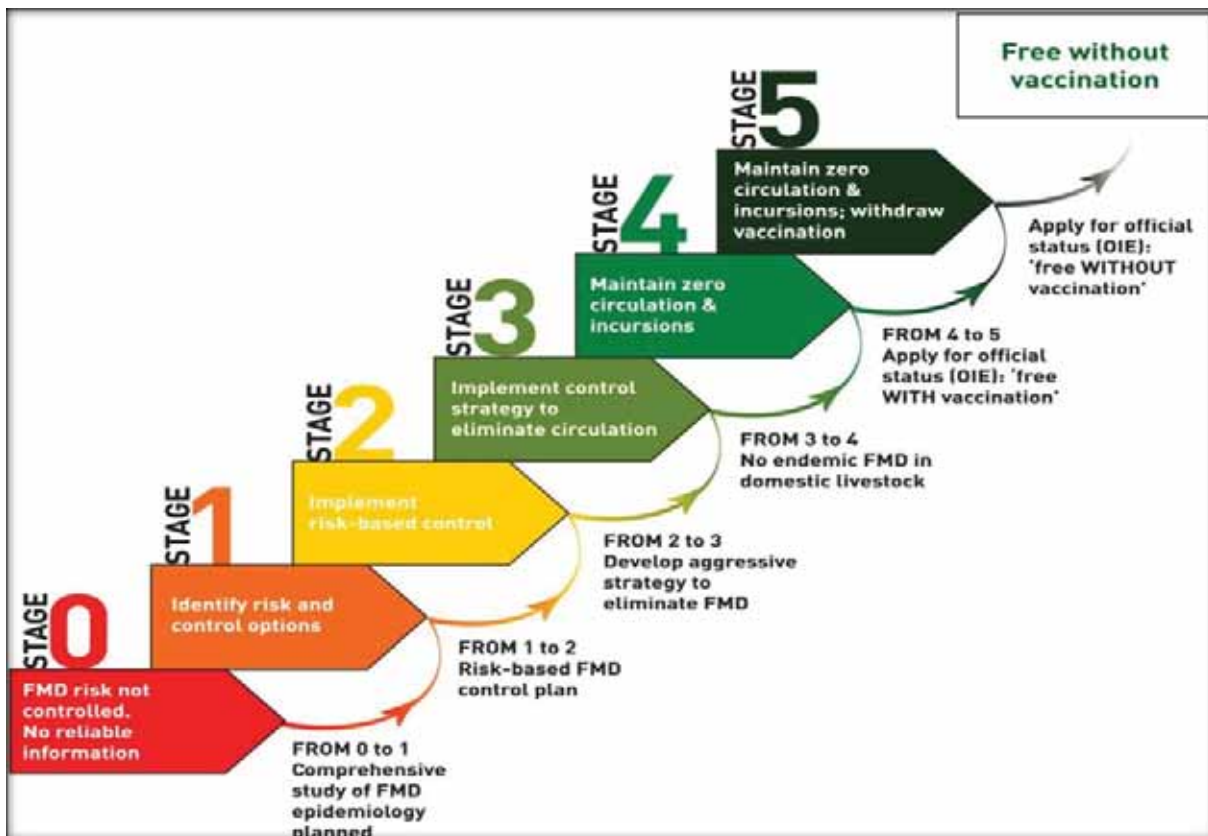 Free without
vaccination
STAGE 5
Maintain zero
circulation &
incursions; withdraw
vaccination
Apply for official
status (OIE):
'free WITHOUT
vaccination'
STAGE 4
Maintain zero
circulation &
incursions
FROM 4 to 5
Apply for official
status (OIE): 'free
WITH vaccination'
STAGE 3
Implement control
strategy to
eliminate circulation
FROM 3 to 4
No endemic FMD in
domestic livestock
STAGE 2
Implement
risk-based control
FROM 2 to 3
Develop aggressive
strategy to
eliminate FMD
STAGE 1
Identify risk and
control options
FROM 1 to 2
Risk-based FMD
control plan
STAGE 0
FMD risk not
controlled.
No reliable
information
FROM 0 to 1
Comprehensive
study of FMD
epidemiology
planned